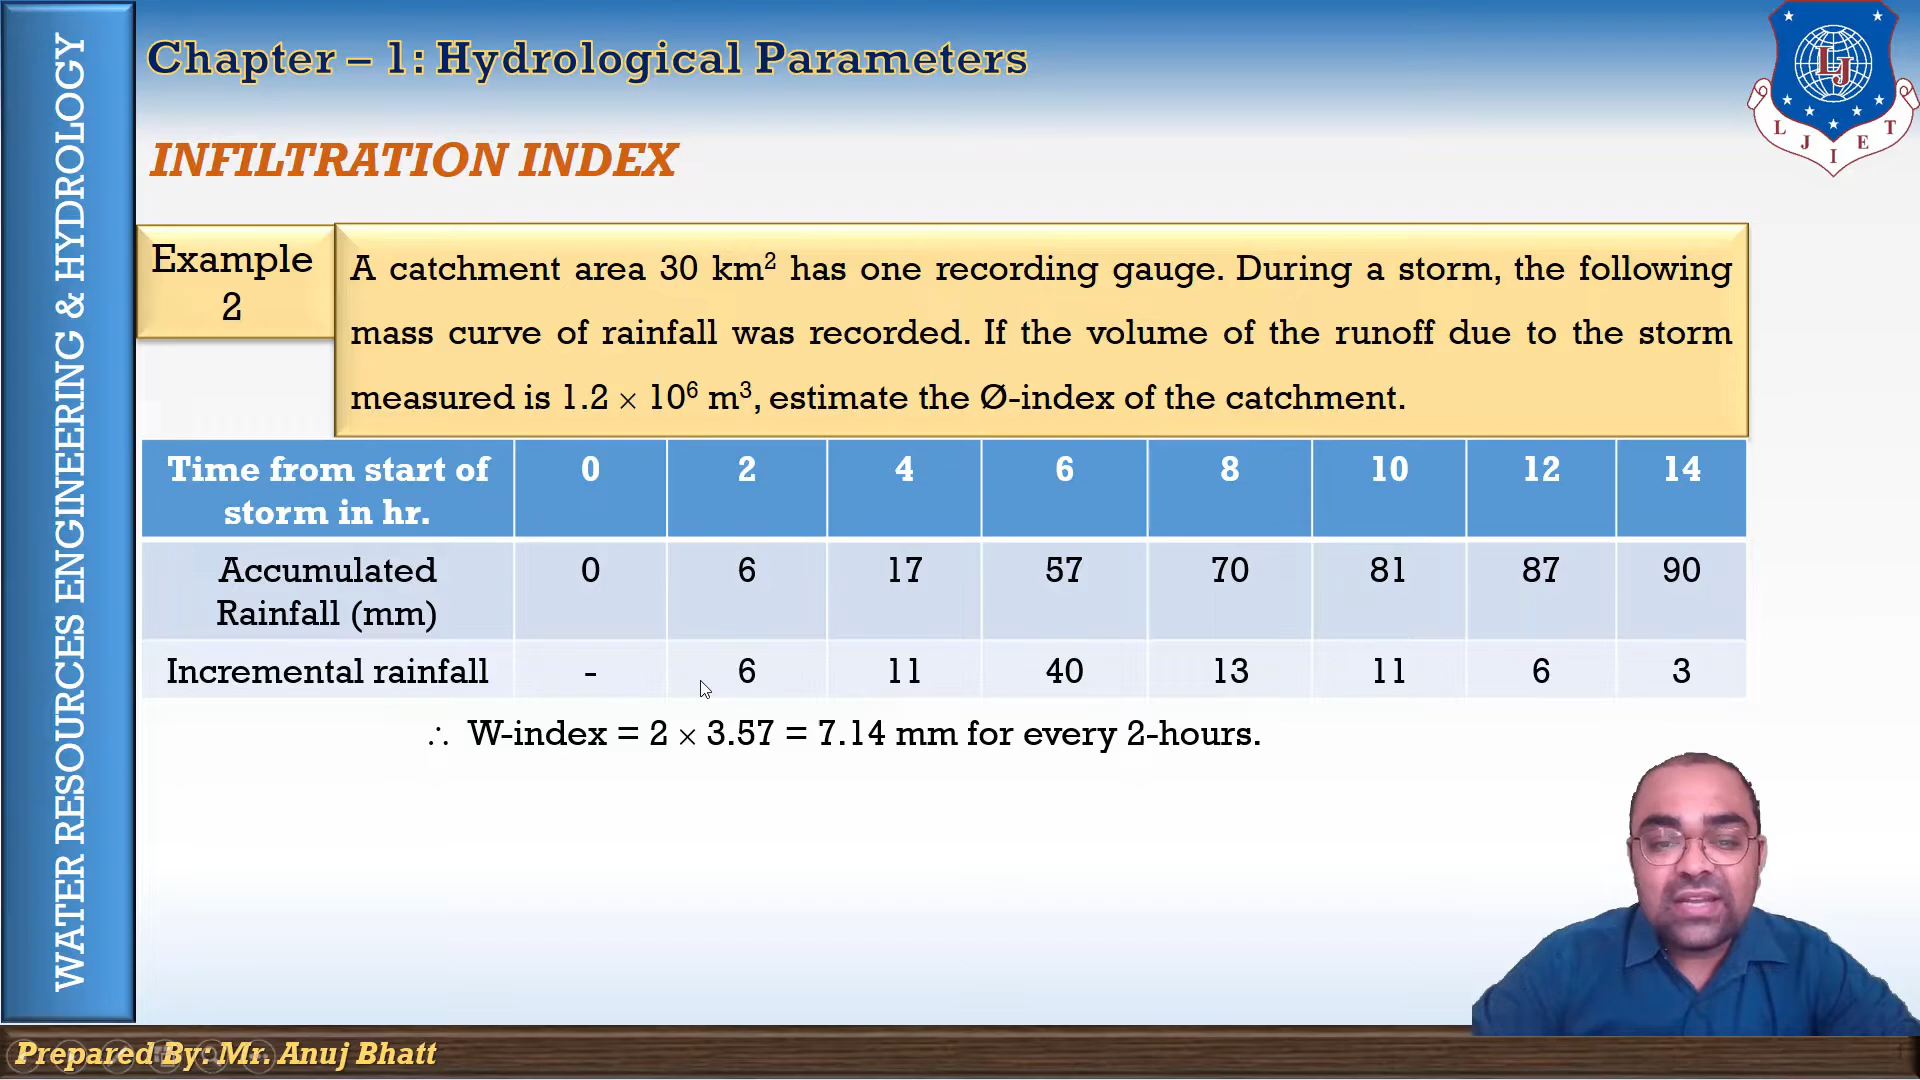 Chapter – 1: Hydrological Parameters
INFILTRATION INDEX
WATER RESOURCES ENGINEERING & HYDROLOGY
LJ
L J I E T
Example
2
A catchment area 30 km² has one recording gauge. During a storm, the following
mass curve of rainfall was recorded. If the volume of the runoff due to the storm
measured is 1.2 × 10⁶ m³, estimate the Ø-index of the catchment.
Time from start of
storm in hr. 0 2 4 6 8 10 12 14
Accumulated
Rainfall (mm) 0 6 17 57 70 81 87 90
Incremental rainfall - 6 11 40 13 11 6 3
∴ W-index = 2 × 3.57 = 7.14 mm for every 2-hours.
Prepared By: Mr. Anuj Bhatt